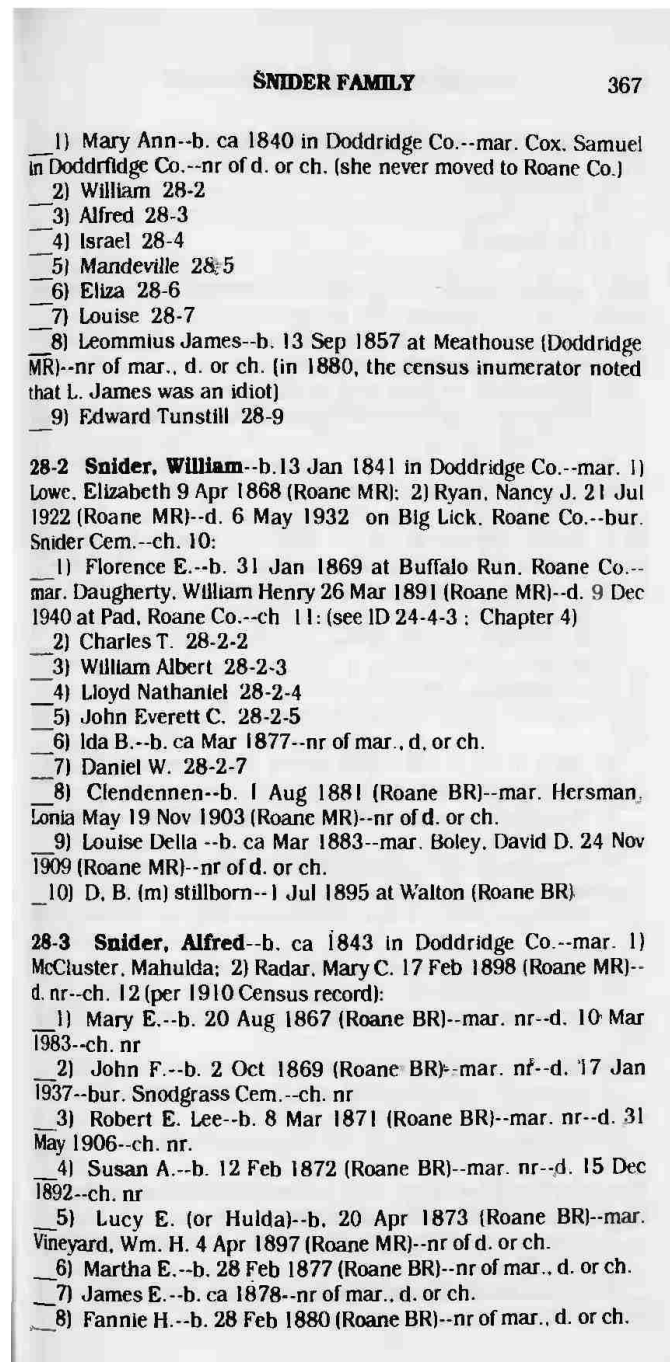 SNIDER FAMILY 367
__1) Mary Ann--b. ca 1840 in Doddridge Co.--mar. Cox, Samuel
in Doddrfidge Co.--nr of d. or ch. (she never moved to Roane Co.)
__2) William 28-2
__3) Alfred 28-3
__4) Israel 28-4
__5) Mandeville 28-5
__6) Eliza 28-6
__7) Louise 28-7
__8) Leommius James--b. 13 Sep 1857 at Meathouse (Doddridge
MR)--nr of mar., d. or ch. (in 1880, the census inumerator noted
that L. James was an idiot)
__9) Edward Tunstill 28-9
28-2 Snider, William--b.13 Jan 1841 in Doddridge Co.--mar. 1)
Lowe, Elizabeth 9 Apr 1868 (Roane MR); 2) Ryan, Nancy J. 21 Jul
1922 (Roane MR)--d. 6 May 1932 on Big Lick, Roane Co.--bur.
Snider Cem.--ch. 10:
__1) Florence E.--b. 31 Jan 1869 at Buffalo Run, Roane Co.--
mar. Daugherty, William Henry 26 Mar 1891 (Roane MR)--d. 9 Dec
1940 at Pad, Roane Co.--ch 11: (see ID 24-4-3 : Chapter 4)
__2) Charles T. 28-2-2
__3) William Albert 28-2-3
__4) Lloyd Nathaniel 28-2-4
__5) John Everett C. 28-2-5
__6) Ida B.--b. ca Mar 1877--nr of mar., d, or ch.
__7) Daniel W. 28-2-7
__8) Clendennen--b. 1 Aug 1881 (Roane BR)--mar. Hersman,
Lonia May 19 Nov 1903 (Roane MR)--nr of d. or ch.
__9) Louise Della --b. ca Mar 1883--mar. Boley, David D. 24 Nov
1909 (Roane MR)--nr of d. or ch.
_10) D. B. (m) stillborn--1 Jul 1895 at Walton (Roane BR)
28-3 Snider, Alfred--b. ca 1843 in Doddridge Co.--mar. 1)
McCluster, Mahulda; 2) Radar, Mary C. 17 Feb 1898 (Roane MR)--
d. nr--ch. 12 (per 1910 Census record):
__1) Mary E.--b. 20 Aug 1867 (Roane BR)--mar. nr--d. 10 Mar
1983--ch. nr
__2) John F.--b. 2 Oct 1869 (Roane BR)--mar. nr--d. 17 Jan
1937--bur. Snodgrass Cem.--ch. nr
__3) Robert E. Lee--b. 8 Mar 1871 (Roane BR)--mar. nr--d. 31
May 1906--ch. nr.
__4) Susan A.--b. 12 Feb 1872 (Roane BR)--mar. nr--d. 15 Dec
1892--ch. nr
__5) Lucy E. (or Hulda)--b. 20 Apr 1873 (Roane BR)--mar.
Vineyard, Wm. H. 4 Apr 1897 (Roane MR)--nr of d. or ch.
__6) Martha E.--b. 28 Feb 1877 (Roane BR)--nr of mar., d. or ch.
__7) James E.--b. ca 1878--nr of mar., d. or ch.
__8) Fannie H.--b. 28 Feb 1880 (Roane BR)--nr of mar., d. or ch.